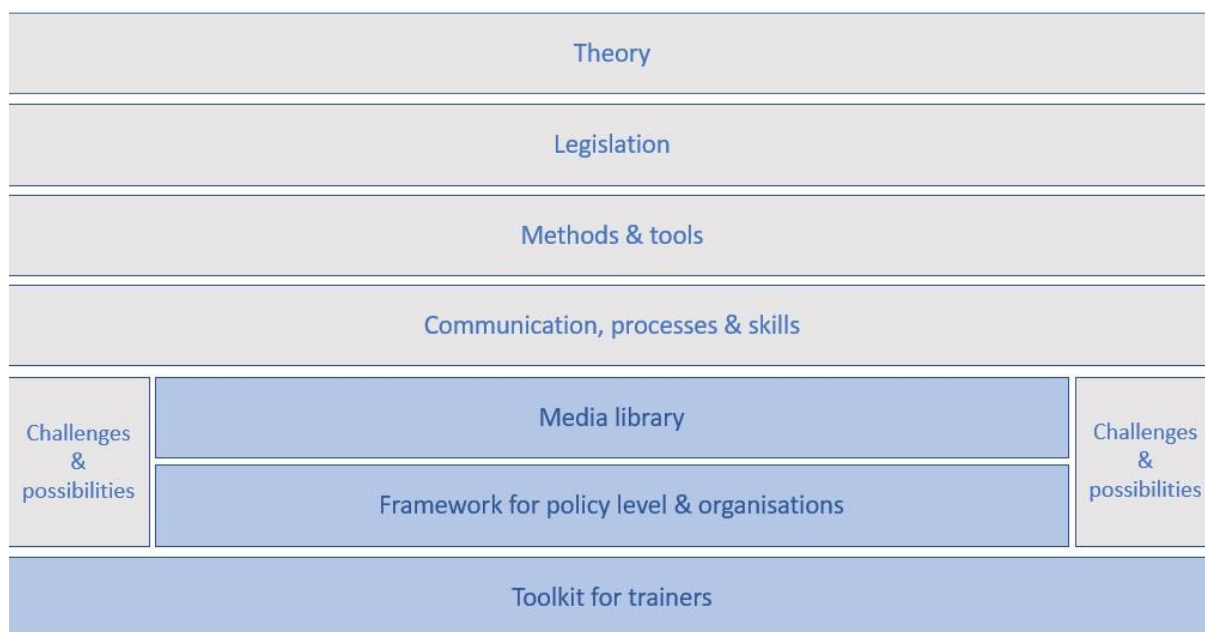 Theory
Legislation
Methods & tools
Communication, processes & skills
Challenges
&
possibilities
Media library
Framework for policy level & organisations
Challenges
&
possibilities
Toolkit for trainers